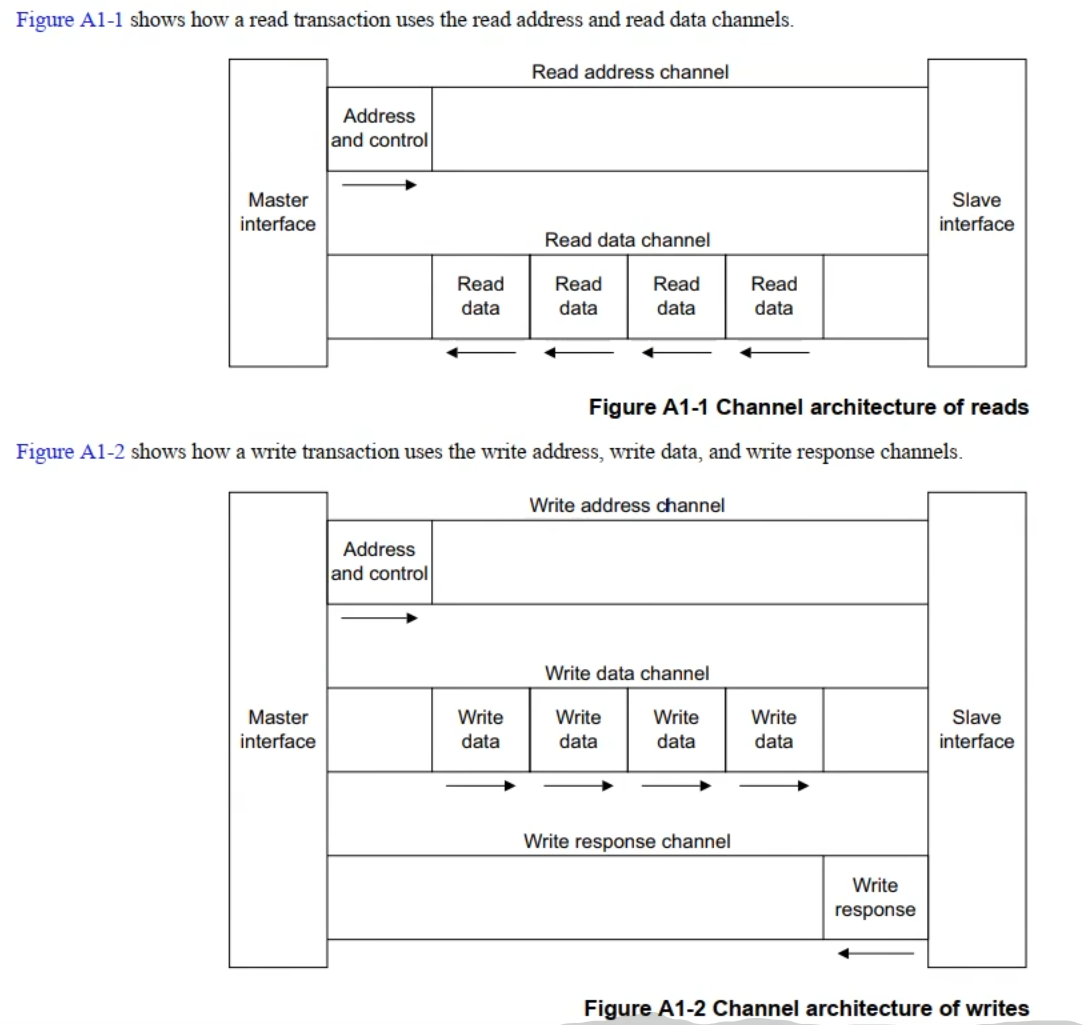 Figure A1-1 shows how a read transaction uses the read address and read data channels.
Read address channel
Address
and control
Master
interface
Slave
interface
Read data channel
Read
data
Read
data
Read
data
Read
data
Figure A1-1 Channel architecture of reads
Figure A1-2 shows how a write transaction uses the write address, write data, and write response channels.
Write address channel
Address
and control
Write data channel
Master
interface
Write
data
Write
data
Write
data
Write
data
Slave
interface
Write response channel
Write
response
Figure A1-2 Channel architecture of writes